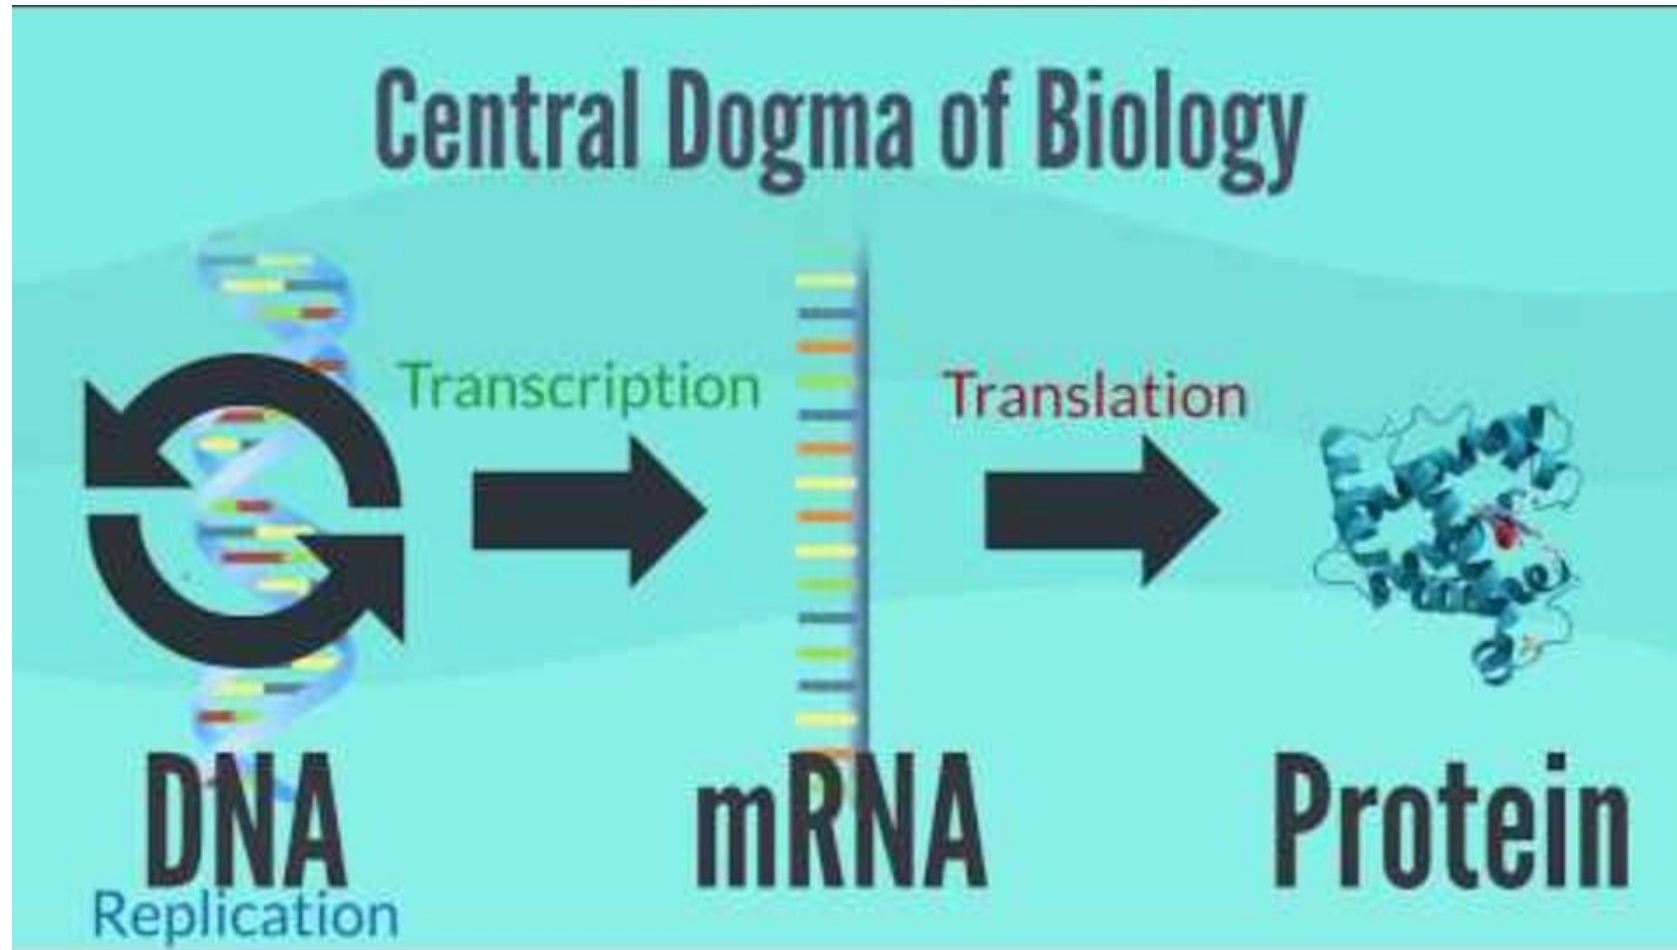 Central Dogma of Biology
Transcription
Translation
DNA
mRNA
Protein
Replication